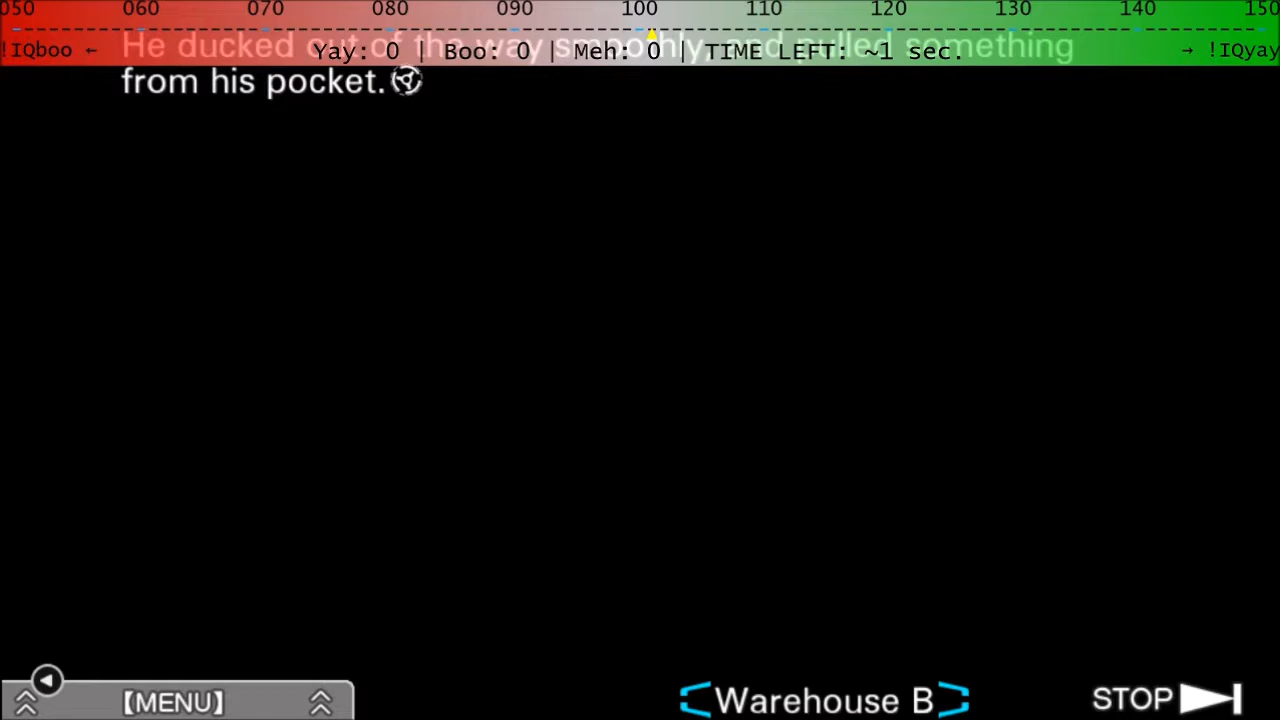 050 060 070 080 090 100 110 120 130 140 150
!IQboo ← Yay: 0 | Boo: 0 | Meh: 0 | TIME LEFT: ~1 sec. → !IQyay
He ducked out of the way smoothly, and pulled something
from his pocket.
【MENU】 Warehouse B STOP